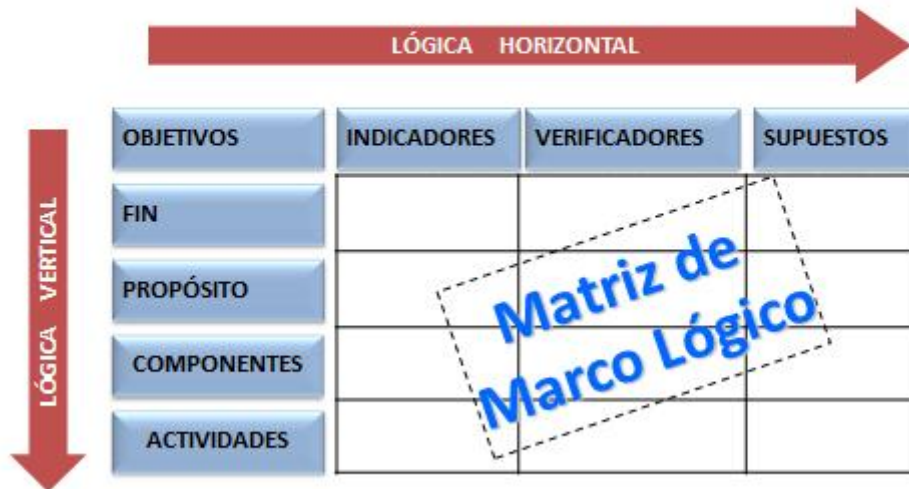 LÓGICA HORIZONTAL
LÓGICA VERTICAL
OBJETIVOS INDICADORES VERIFICADORES SUPUESTOS
FIN
PROPÓSITO
COMPONENTES
ACTIVIDADES
Matriz de
Marco Lógico